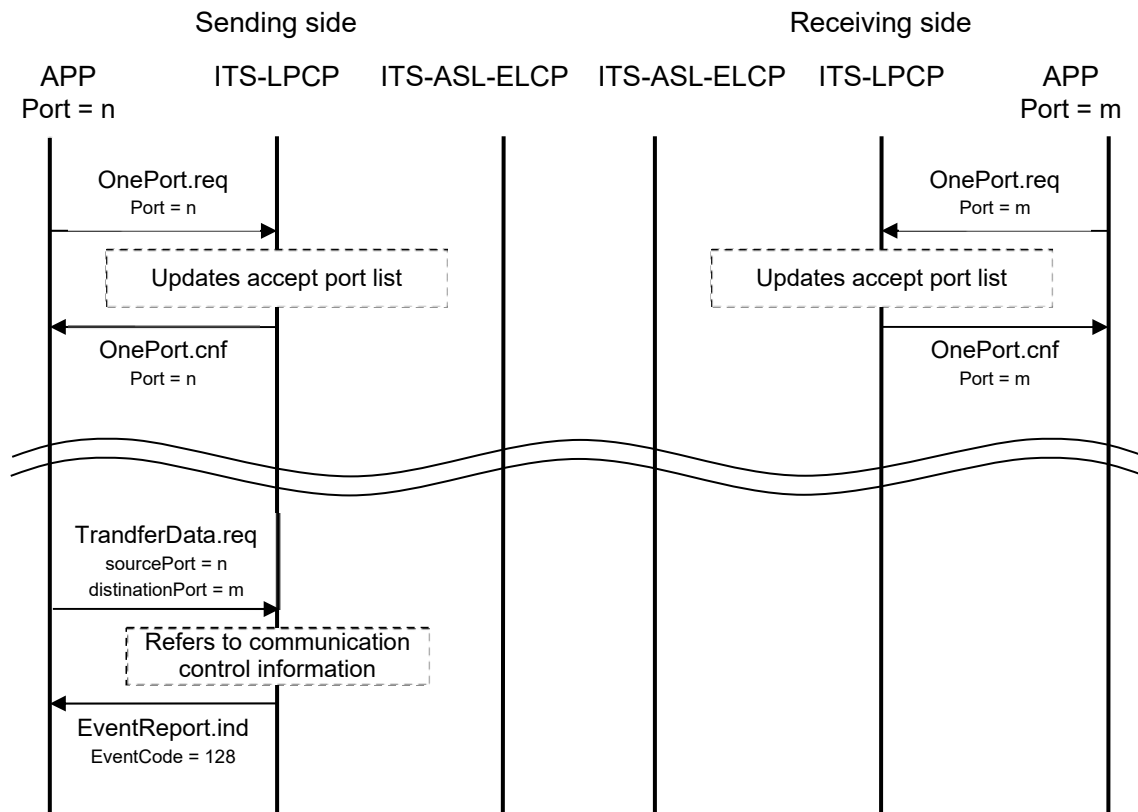 Sending side
Receiving side
APP
Port = n
ITS-LPCP
ITS-ASL-ELCP
ITS-ASL-ELCP
ITS-LPCP
APP
Port = m
OnePort.req
Port = n
OnePort.req
Port = m
Updates accept port list
Updates accept port list
OnePort.cnf
Port = n
OnePort.cnf
Port = m
TrandferData.req
sourcePort = n
distinationPort = m
Refers to communication
control information
EventReport.ind
EventCode = 128